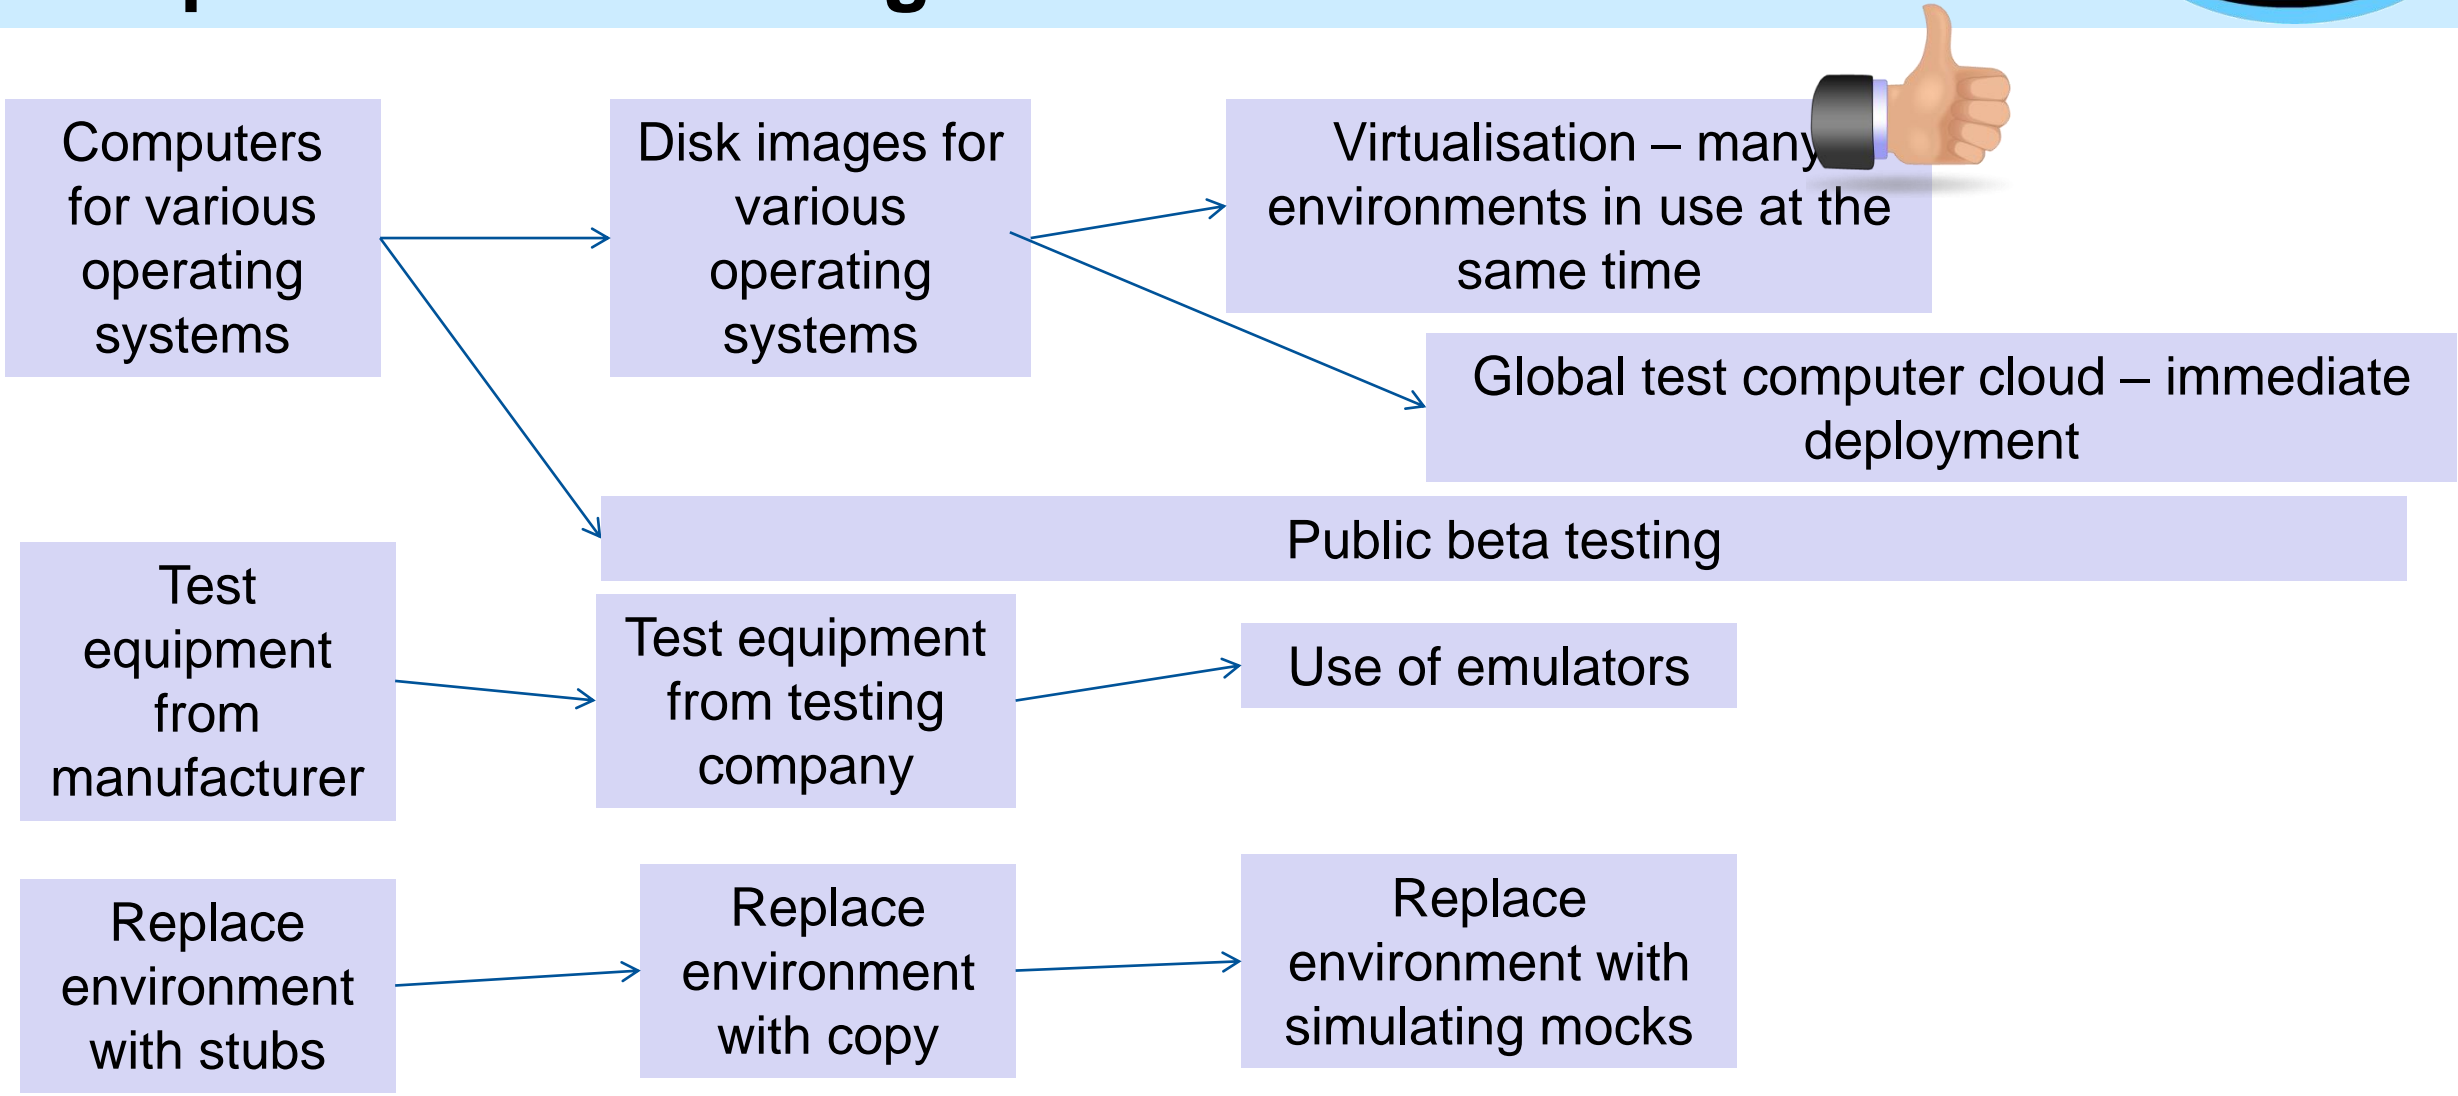 Computers
for various
operating
systems
Disk images for
various
operating
systems
Virtualisation – many
environments in use at the
same time
Global test computer cloud – immediate
deployment
Public beta testing
Test
equipment
from
manufacturer
Test equipment
from testing
company
Use of emulators
Replace
environment
with stubs
Replace
environment
with copy
Replace
environment with
simulating mocks